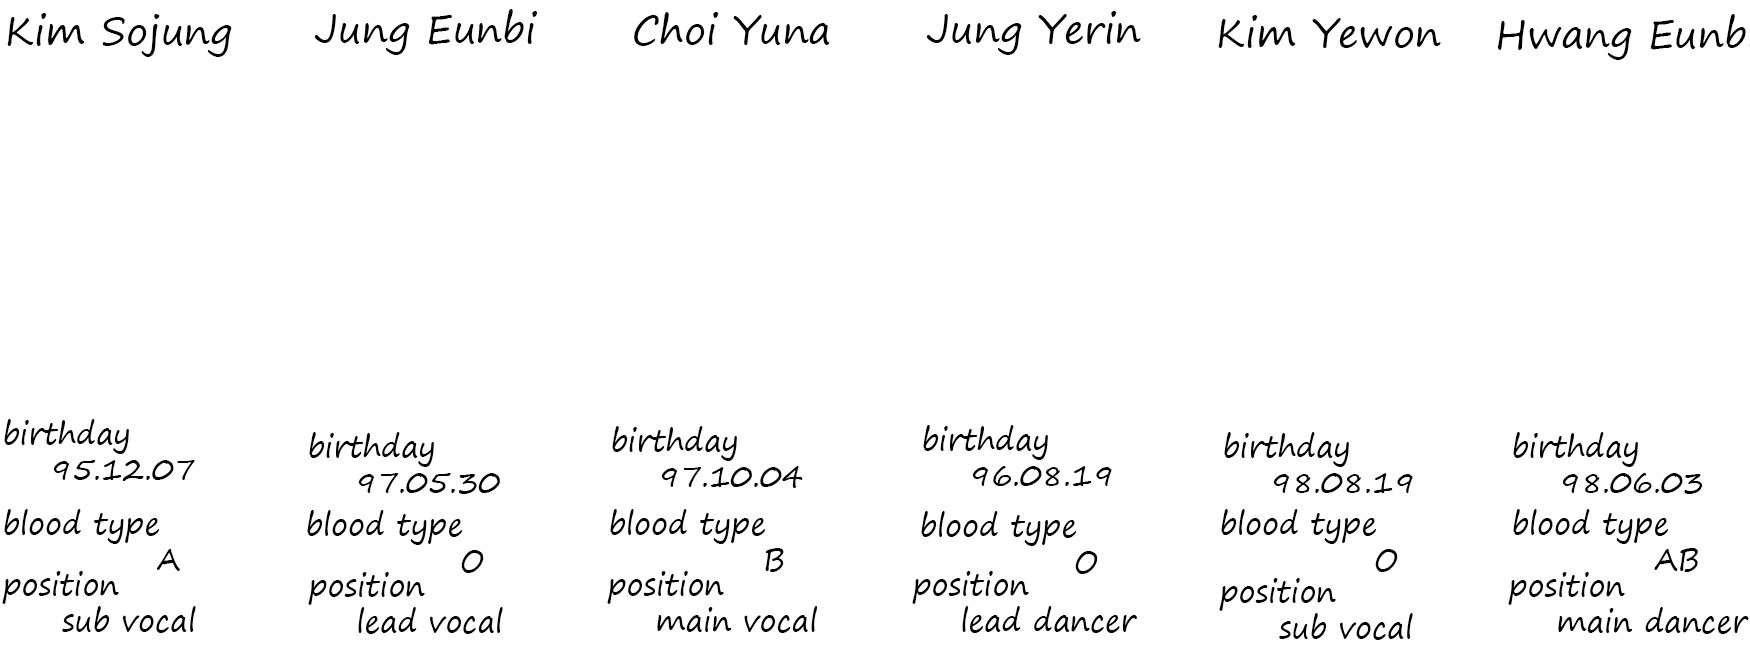 Kim Sojung
birthday
95.12.07
blood type
A
position
sub vocal
Jung Eunbi
birthday
97.05.30
blood type
O
position
lead vocal
Choi Yuna
birthday
97.10.04
blood type
B
position
main vocal
Jung Yerin
birthday
96.08.19
blood type
O
position
lead dancer
Kim Yewon
birthday
98.08.19
blood type
O
position
sub vocal
Hwang Eunb
birthday
98.06.03
blood type
AB
position
main dancer